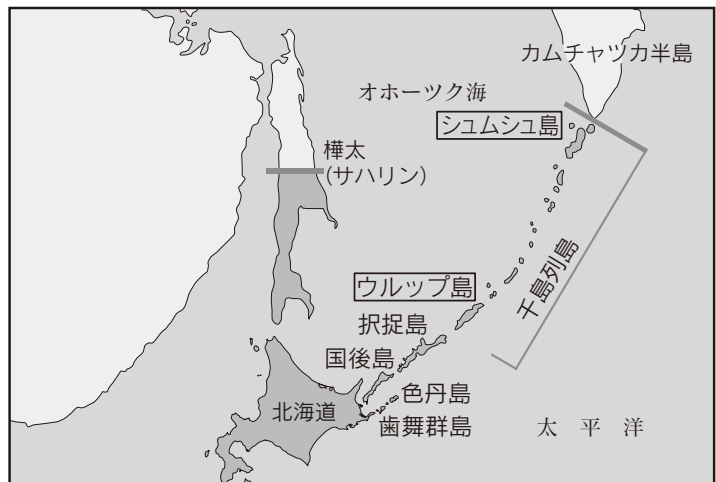 カムチャツカ半島
オホーツク海
シュムシュ島
樺太
(サハリン)
千島列島
ウルップ島
択捉島
国後島
色丹島
北海道
歯舞群島
太平洋